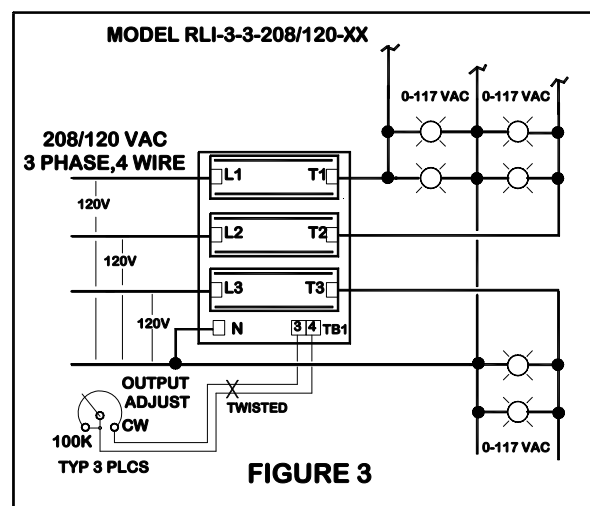 MODEL RLI-3-3-208/120-XX
0-117 VAC 0-117 VAC
208/120 VAC
3 PHASE,4 WIRE
L1 T1
120V
L2 T2
120V
L3 T3
120V
N 3 4 TB1
OUTPUT
ADJUST
TWISTED
CW
100K
TYP 3 PLCS
0-117 VAC
FIGURE 3